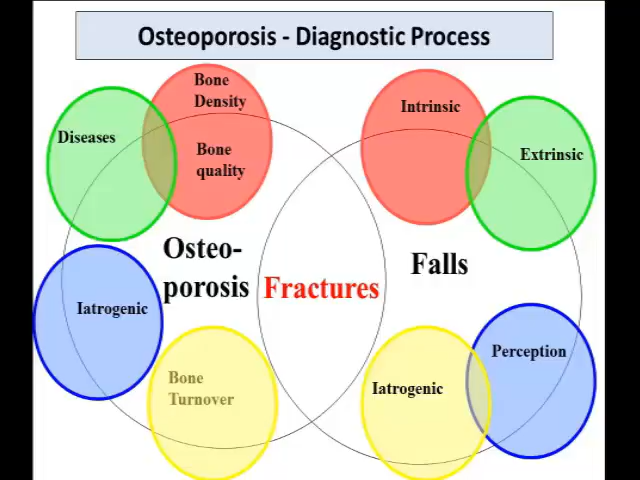 Osteoporosis - Diagnostic Process
Bone
Density
Bone
quality
Diseases
Intrinsic
Extrinsic
Osteo-
porosis
Fractures
Falls
Iatrogenic
Bone
Turnover
Iatrogenic
Perception